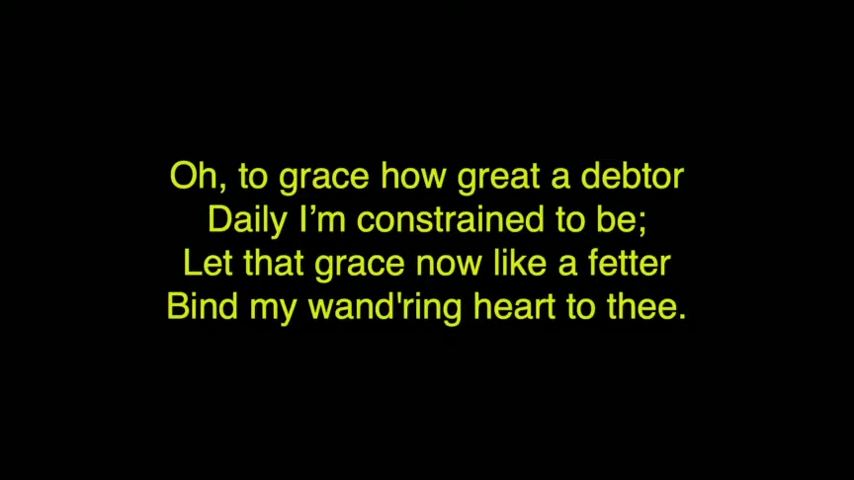 Oh, to grace how great a debtor
Daily I’m constrained to be;
Let that grace now like a fetter
Bind my wand'ring heart to thee.